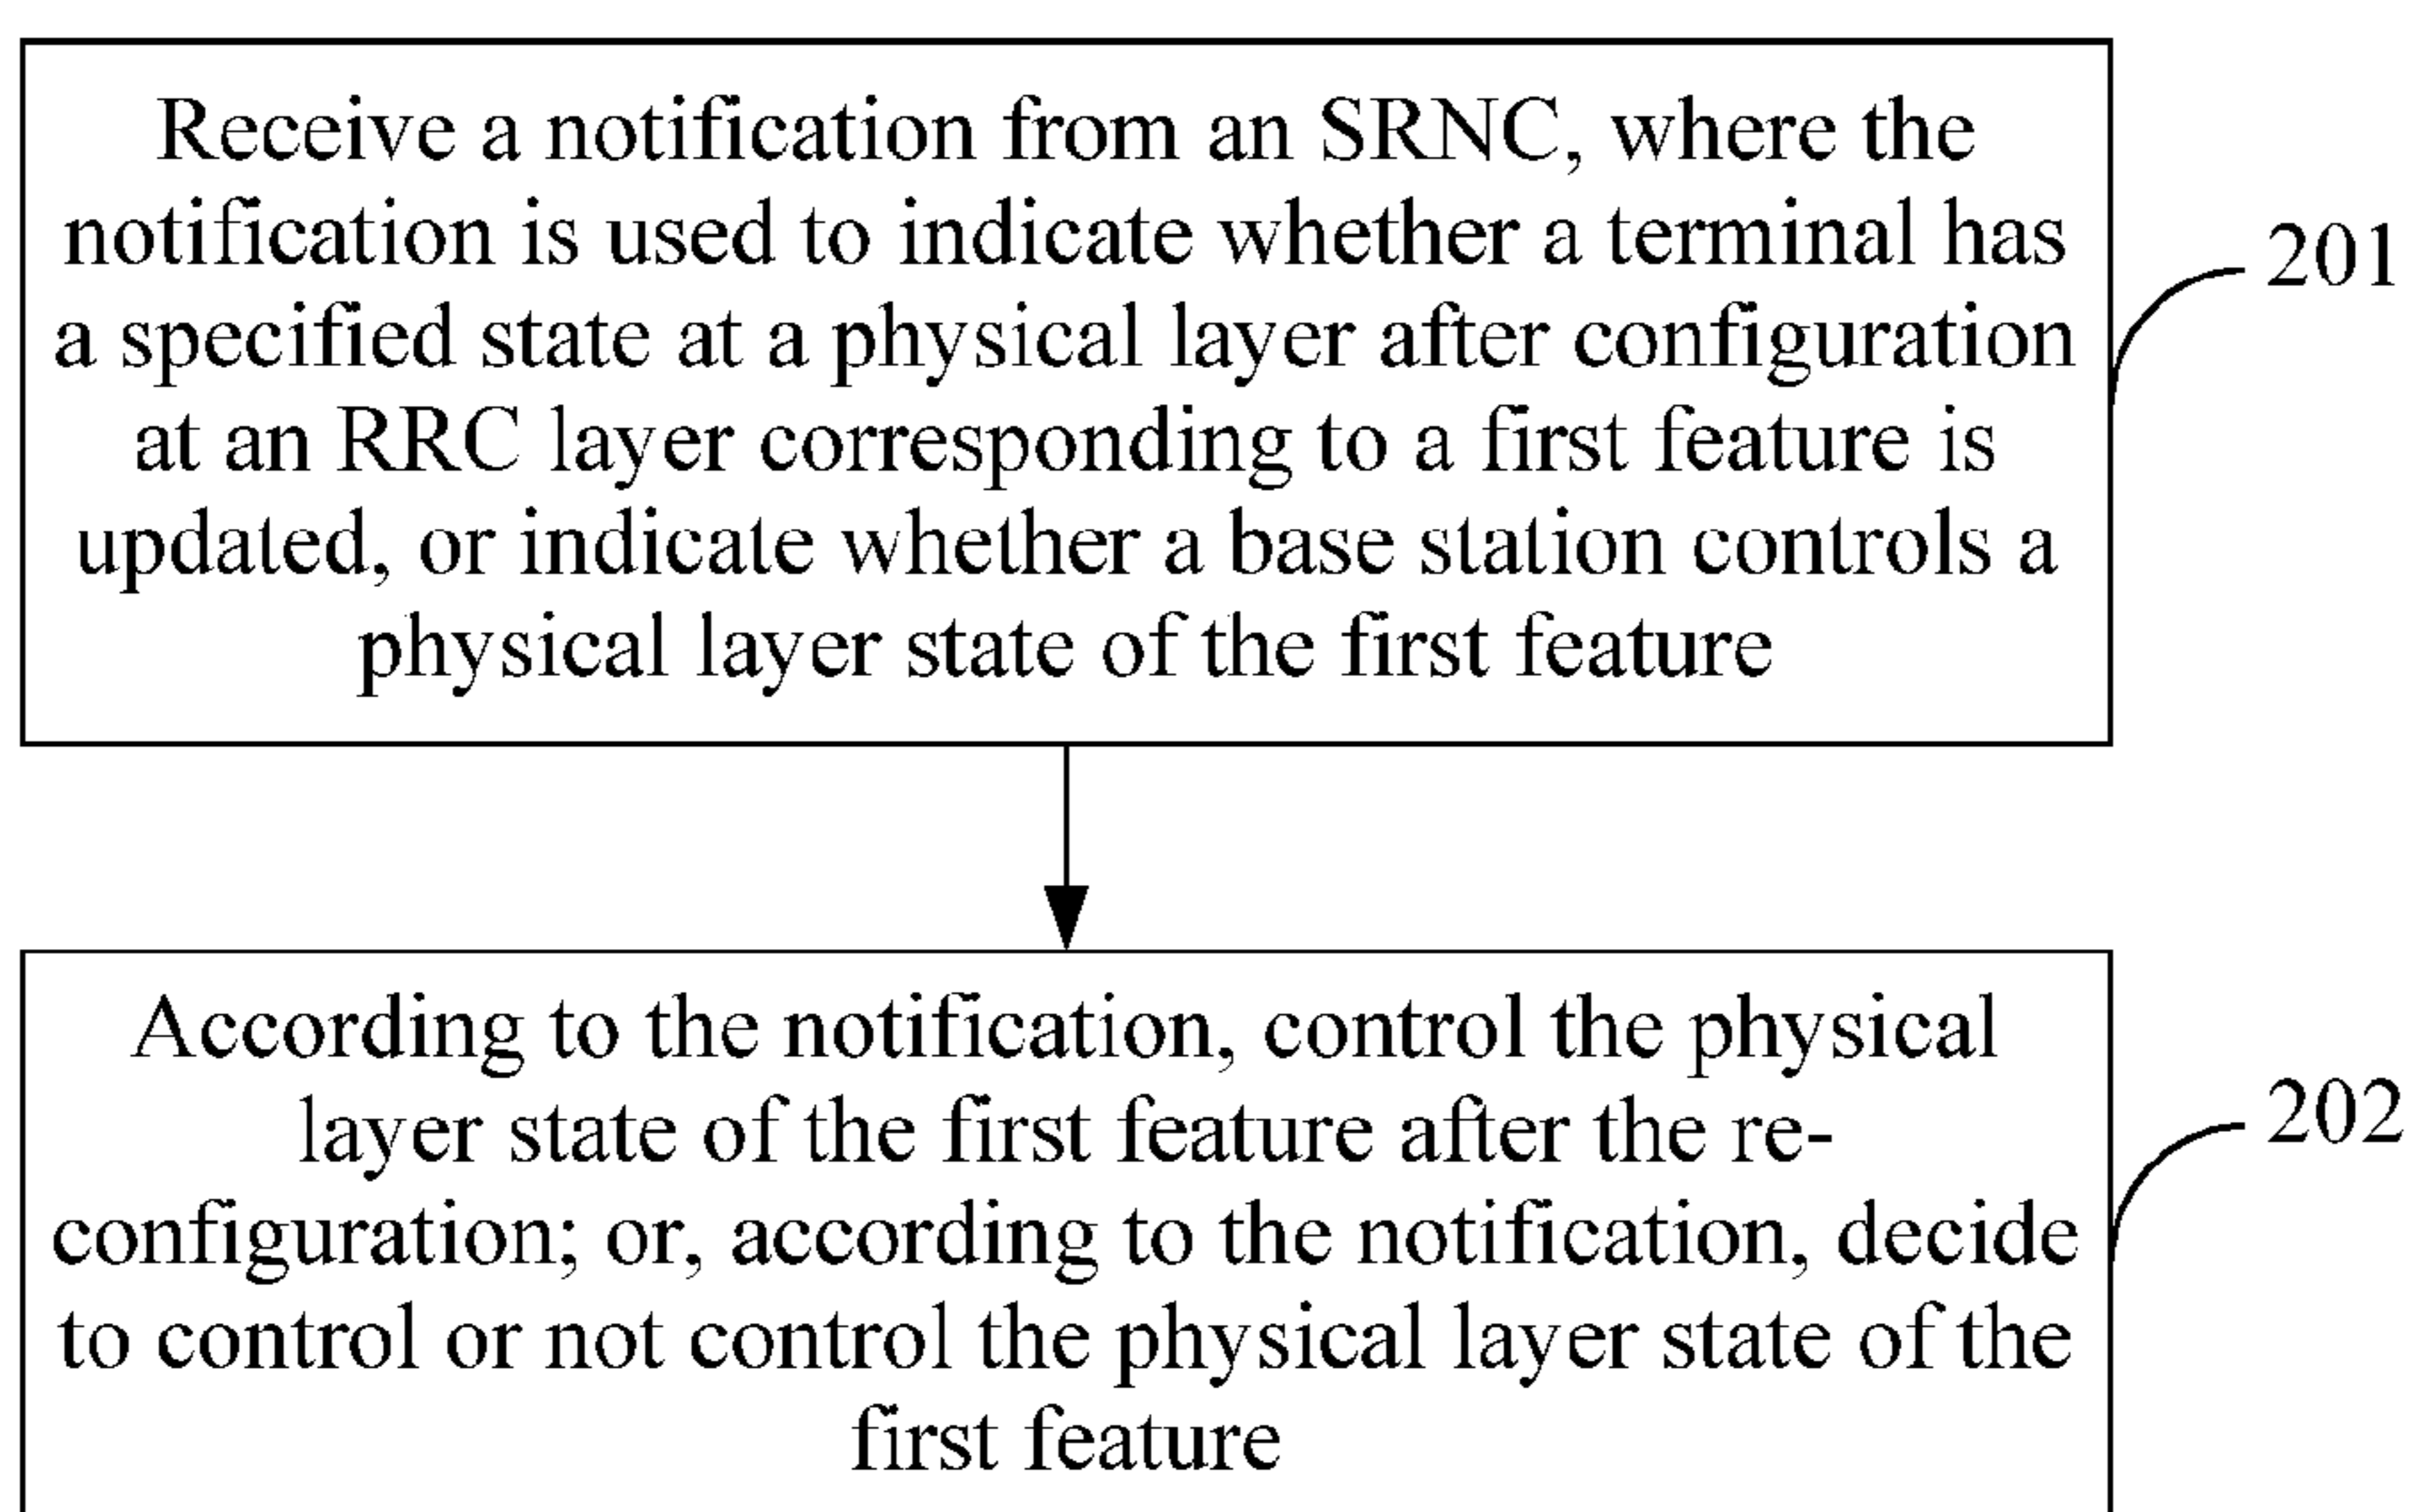 Receive a notification from an SRNC, where the
notification is used to indicate whether a terminal has
a specified state at a physical layer after configuration
at an RRC layer corresponding to a first feature is
updated, or indicate whether a base station controls a
physical layer state of the first feature
201
According to the notification, control the physical
layer state of the first feature after the re-
configuration; or, according to the notification, decide
to control or not control the physical layer state of the
first feature
202